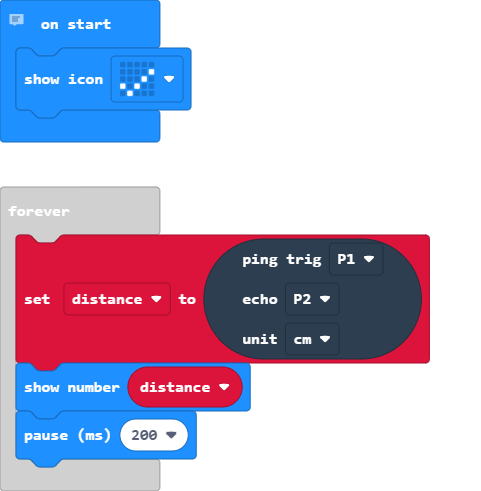 on start
show icon
forever
ping trig P1
set distance to echo P2
unit cm
show number distance
pause (ms) 200